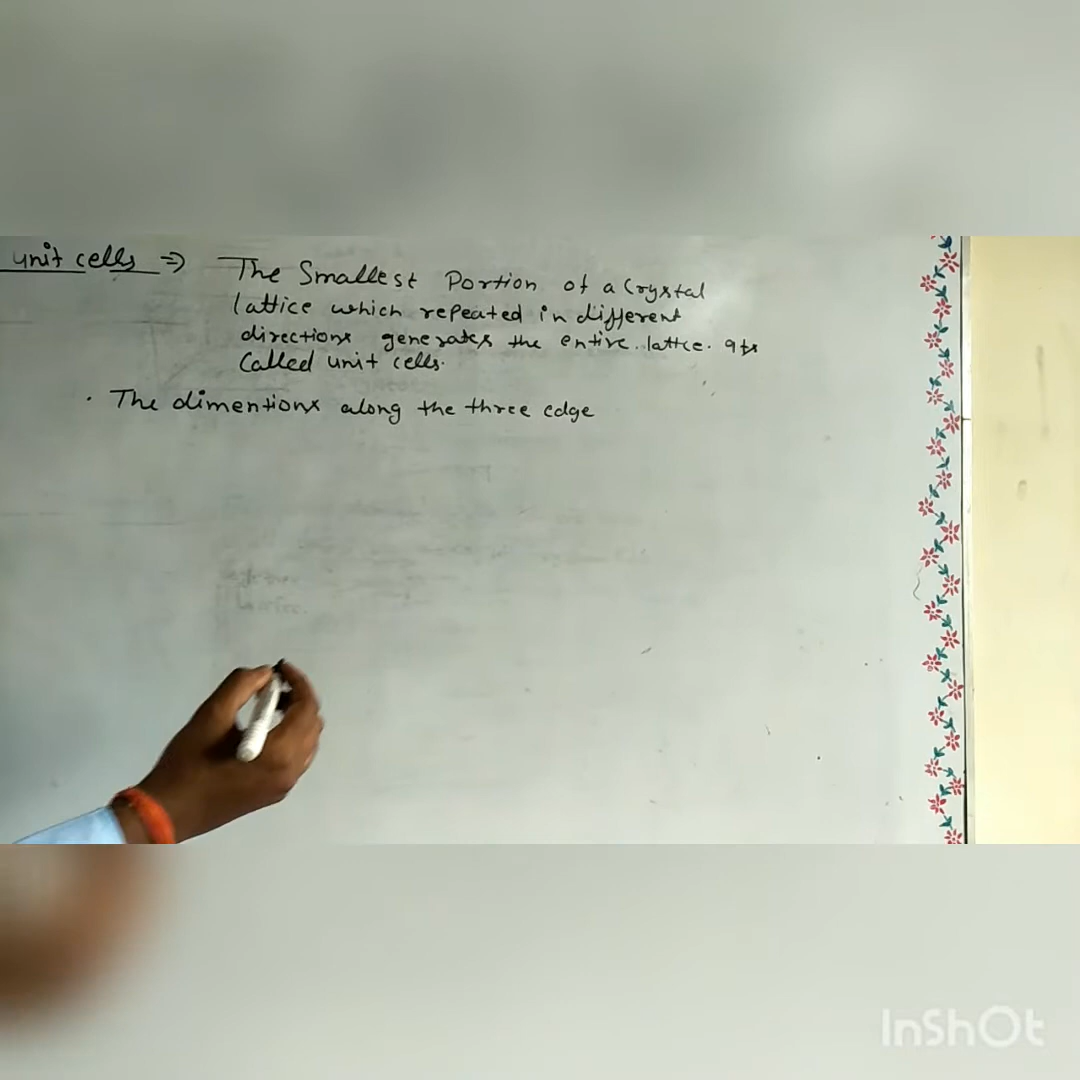 unit cells ⇒ The Smallest Portion of a Crystal
lattice which repeated in different
directions generates the entire lattice. Its
Called unit cells.
· The dimentions along the three edge
InShOt